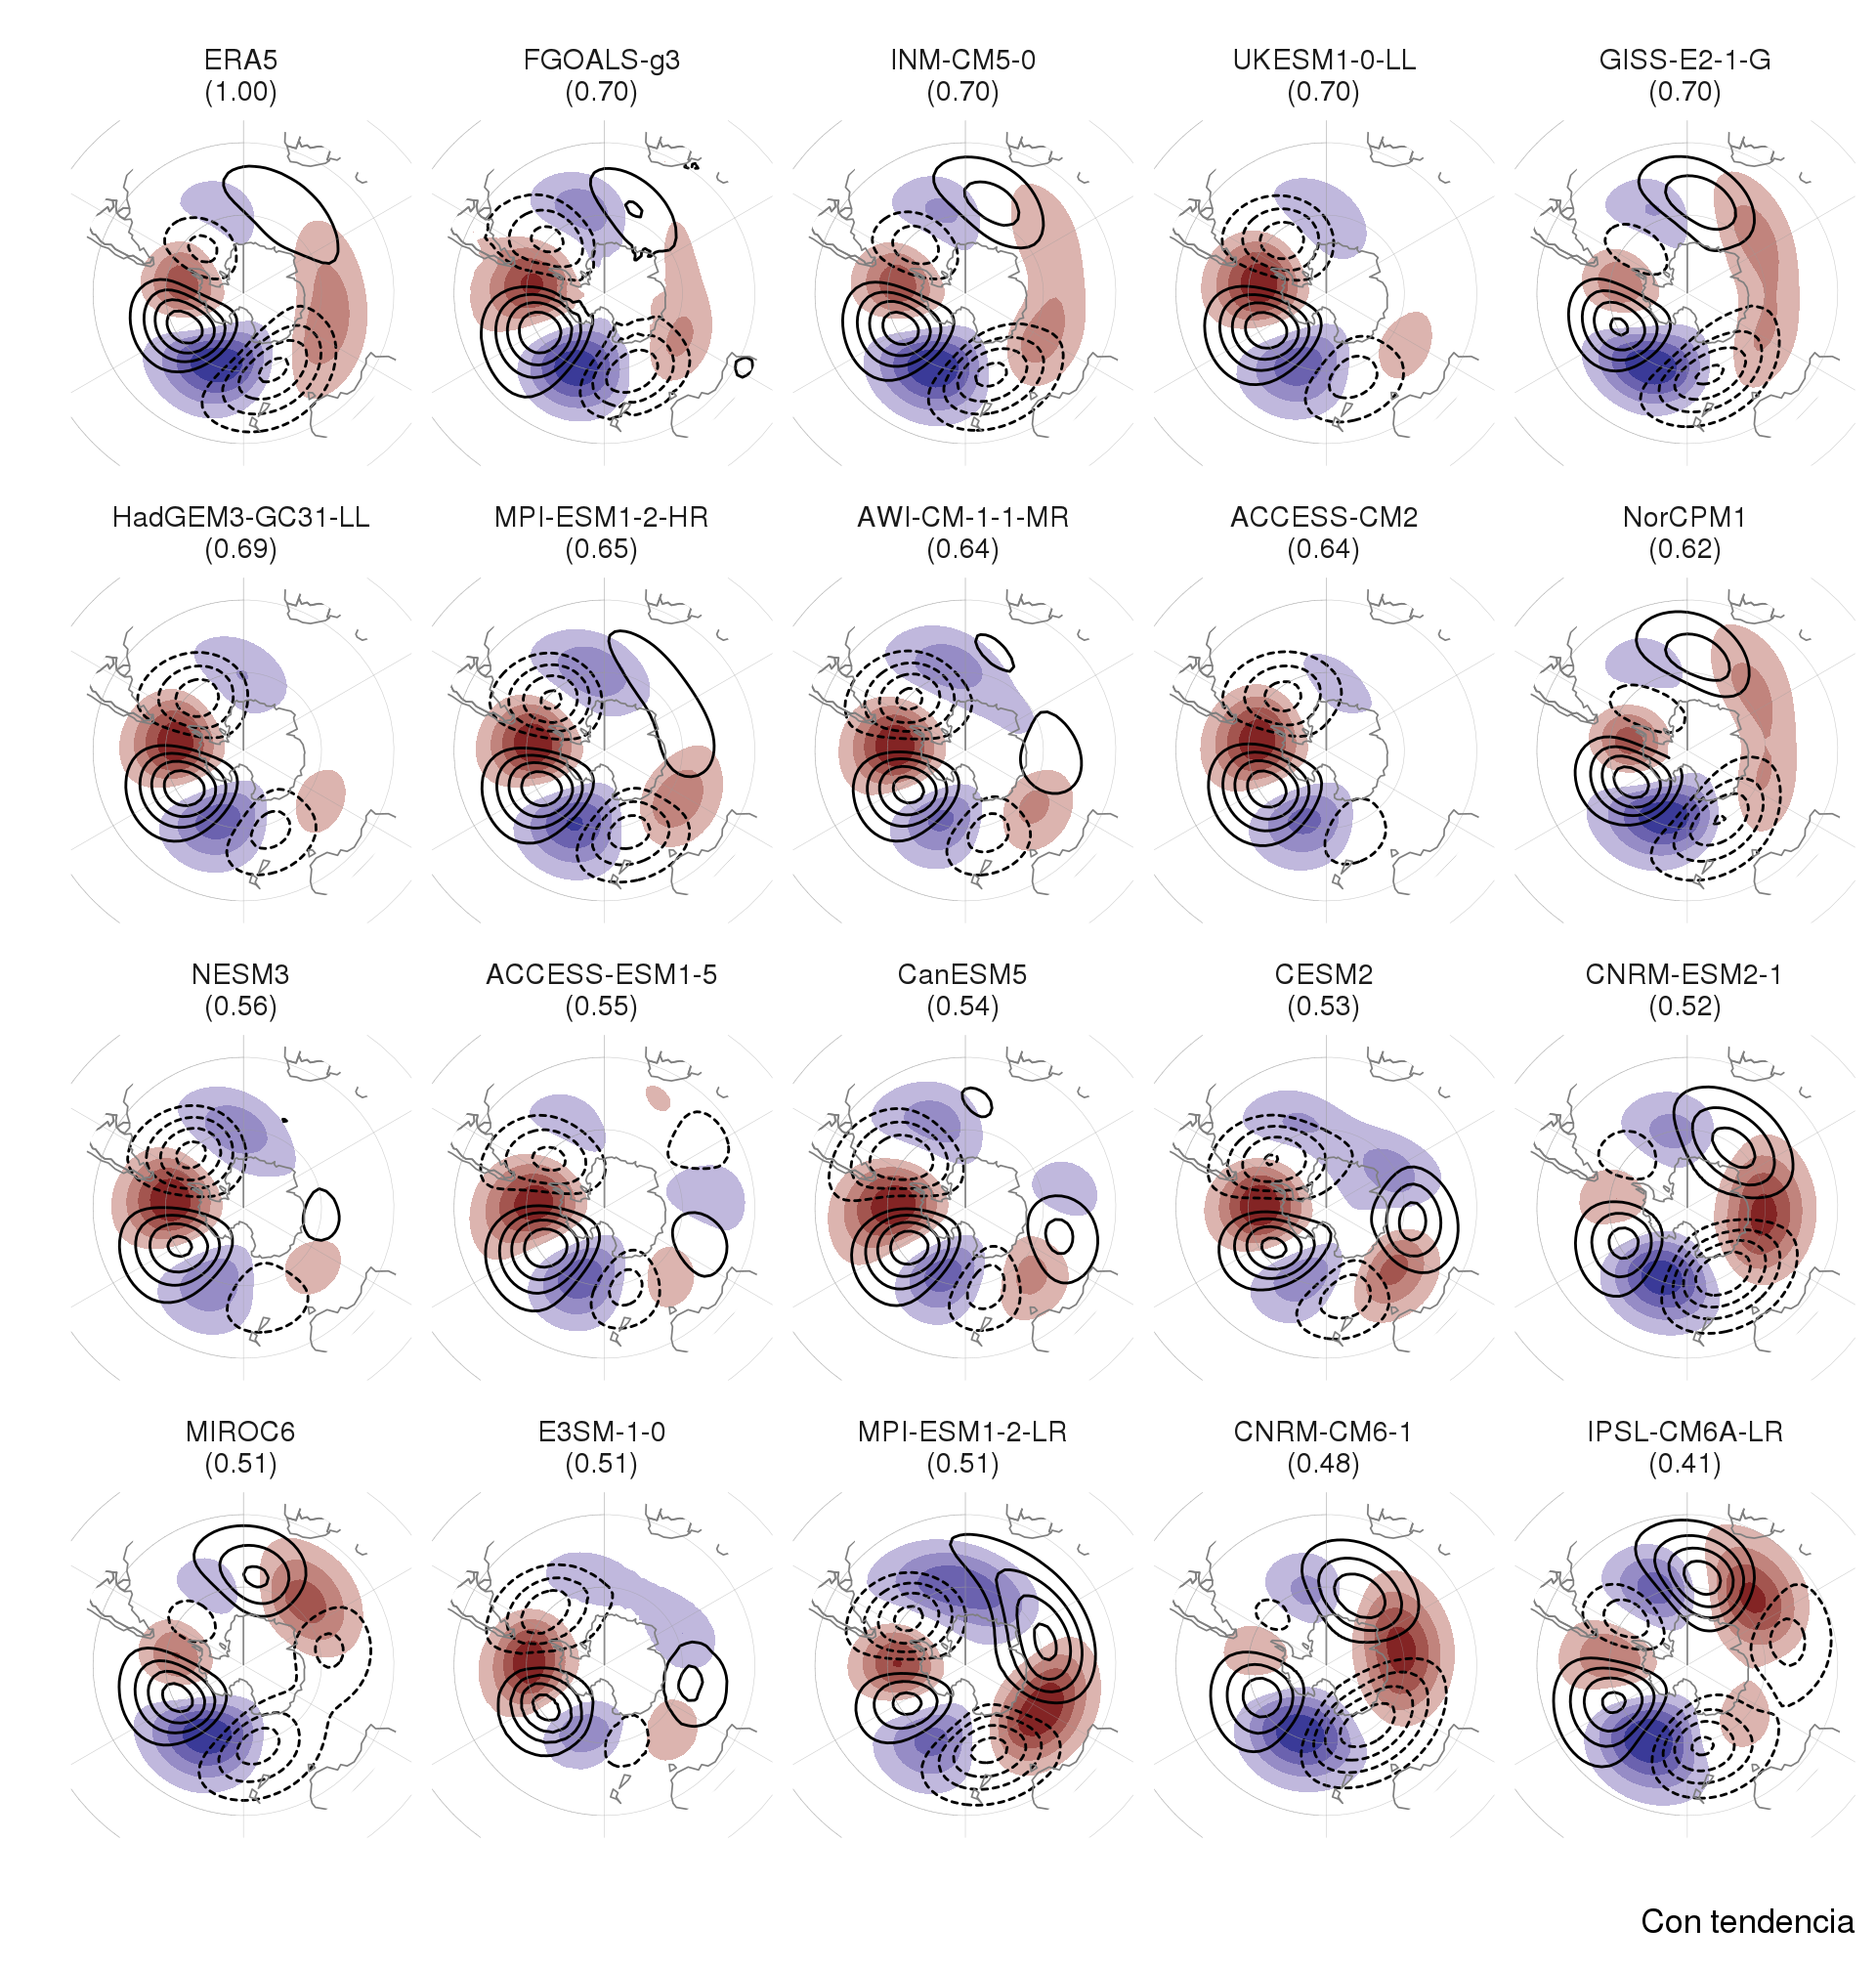 ERA5
(1.00)
FGOALS-g3
(0.70)
INM-CM5-0
(0.70)
UKESM1-0-LL
(0.70)
GISS-E2-1-G
(0.70)
HadGEM3-GC31-LL
(0.69)
MPI-ESM1-2-HR
(0.65)
AWI-CM-1-1-MR
(0.64)
ACCESS-CM2
(0.64)
NorCPM1
(0.62)
NESM3
(0.56)
ACCESS-ESM1-5
(0.55)
CanESM5
(0.54)
CESM2
(0.53)
CNRM-ESM2-1
(0.52)
MIROC6
(0.51)
E3SM-1-0
(0.51)
MPI-ESM1-2-LR
(0.51)
CNRM-CM6-1
(0.48)
IPSL-CM6A-LR
(0.41)
Con tendencia